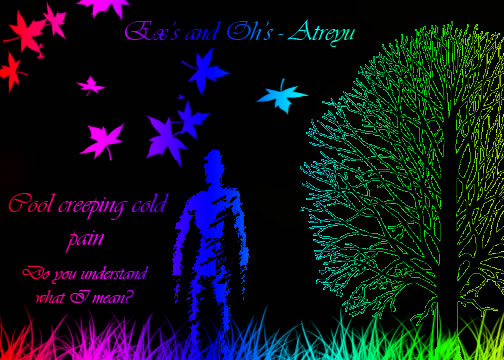 Ex's and Oh's - Atreyu
Cool creeping cold
pain
Do you understand
what I mean?